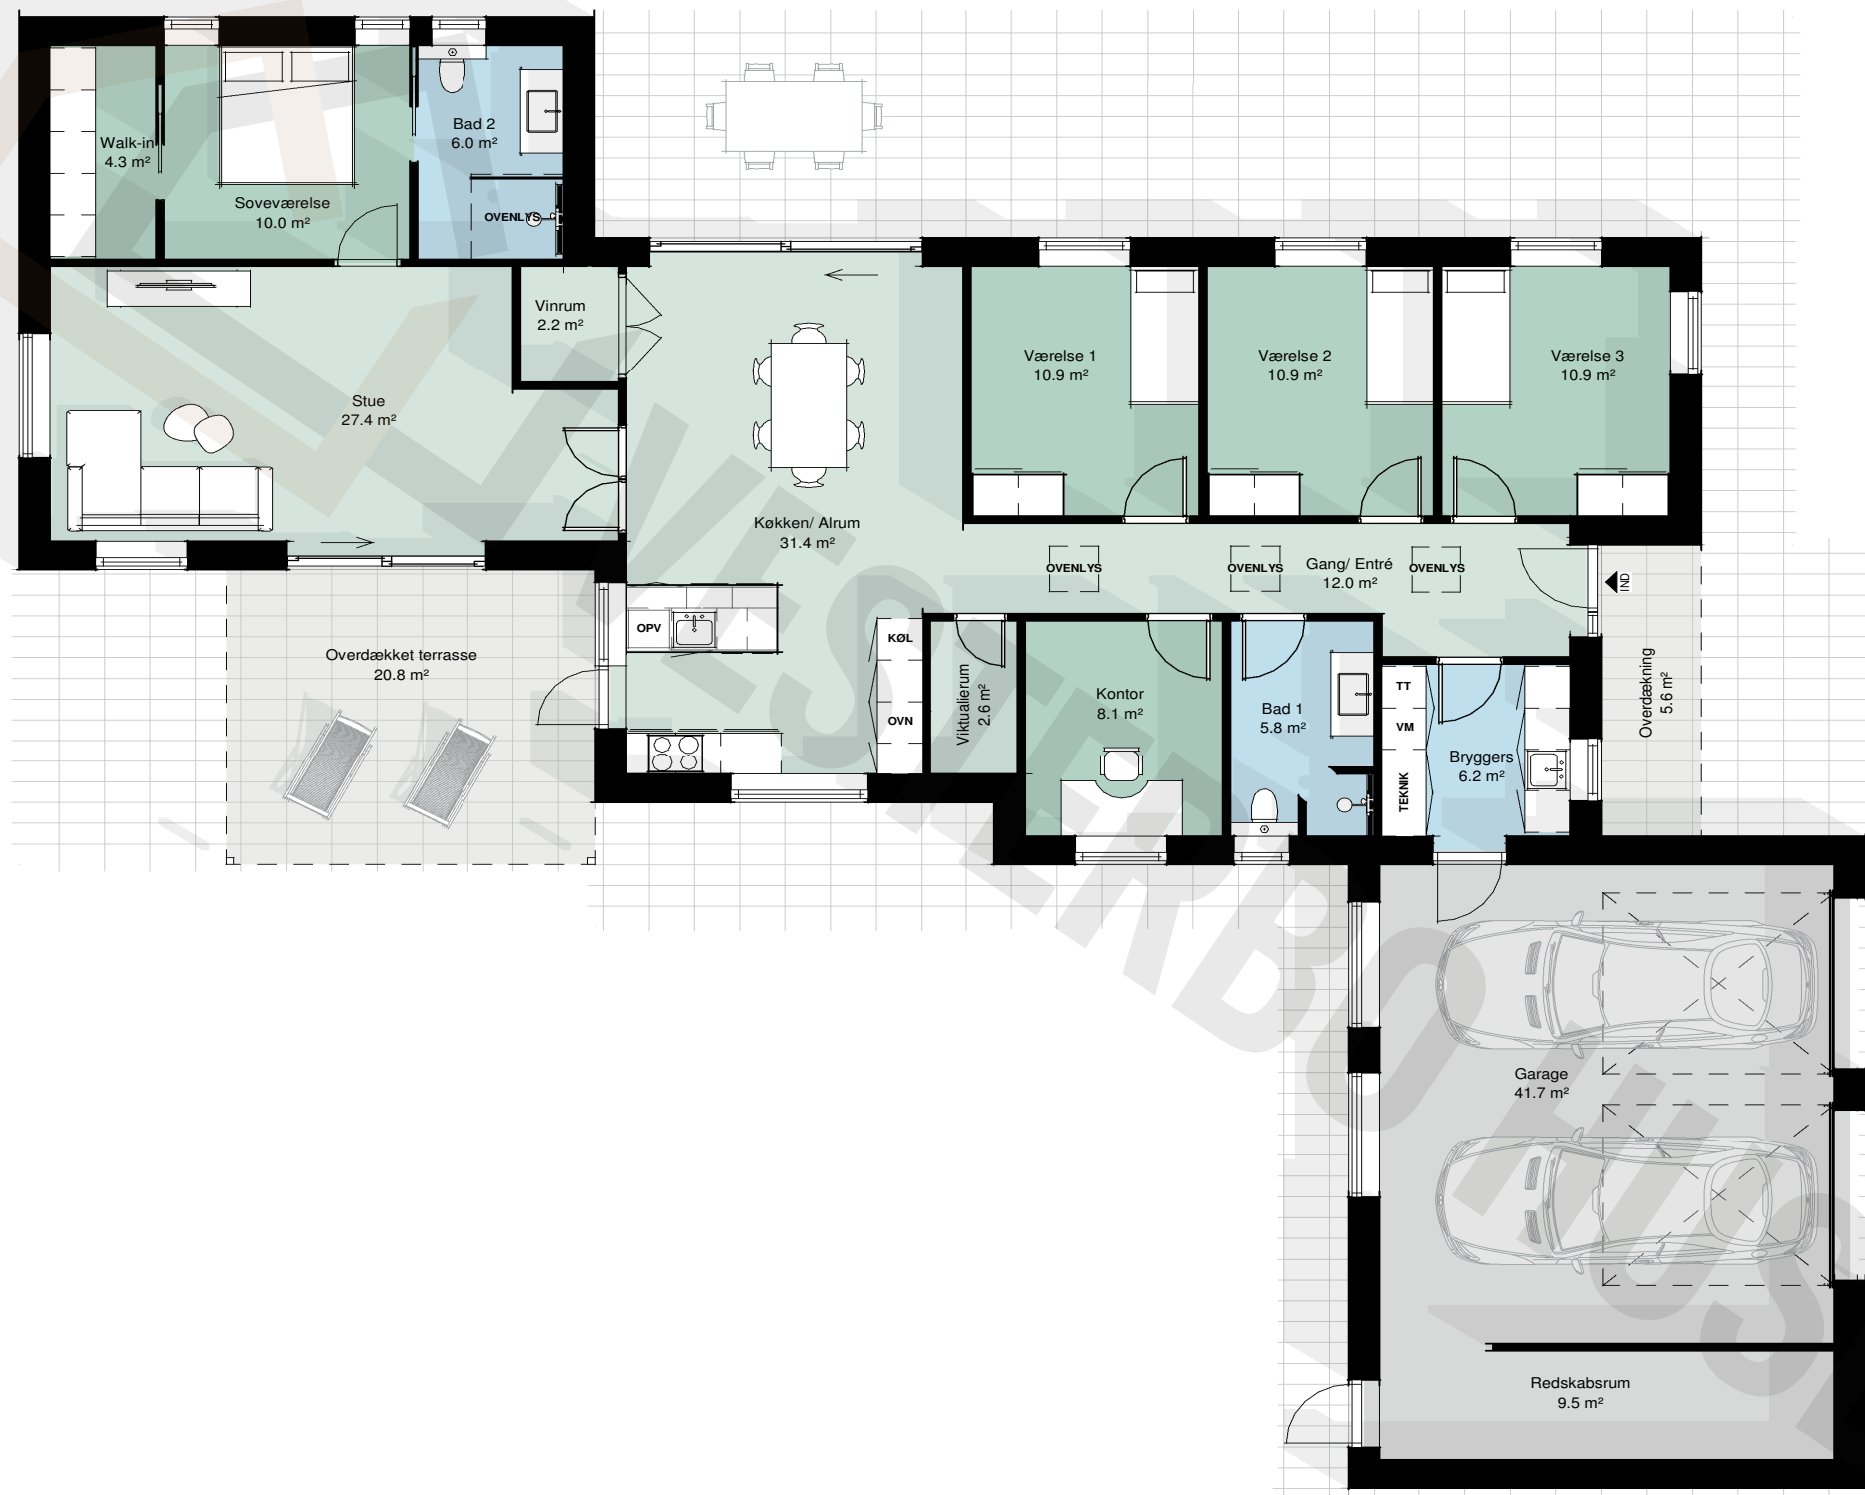 Walk-in
4.3 m²
Soveværelse
10.0 m²
Bad 2
6.0 m²
OVENLYS
Vinrum
2.2 m²
Stue
27.4 m²
Værelse 1
10.9 m²
Værelse 2
10.9 m²
Værelse 3
10.9 m²
Køkken/ Alrum
31.4 m²
OVENLYS
OVENLYS
OVENLYS
Gang/ Entré
12.0 m²
IND
OPV
KØL
OVN
Overdækket terrasse
20.8 m²
Viktualierum
2.6 m²
Kontor
8.1 m²
Bad 1
5.8 m²
TT
VM
TEKNIK
Bryggers
6.2 m²
Overdækning
5.6 m²
Garage
41.7 m²
Redskabsrum
9.5 m²
VESTERBO HUSE